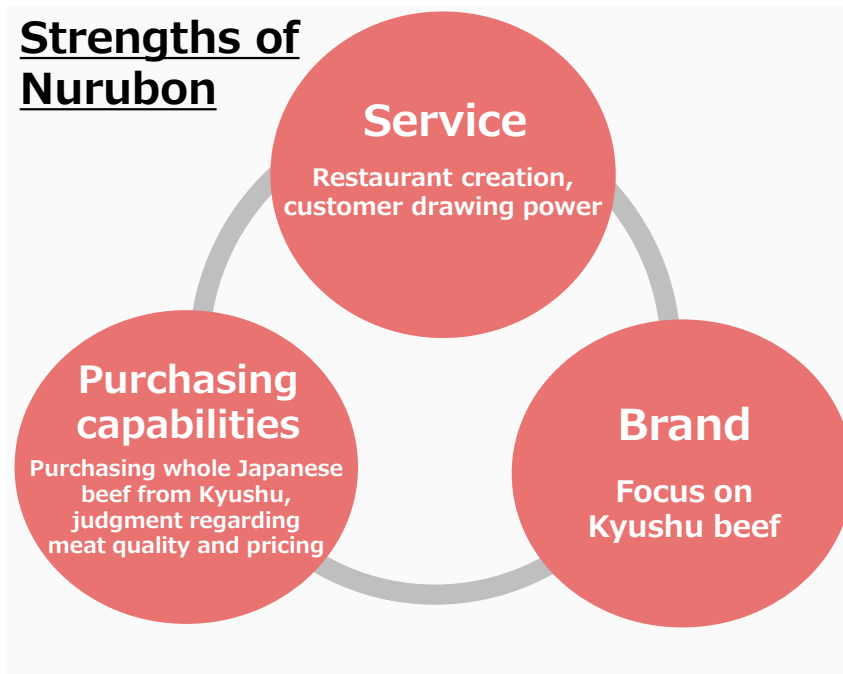 Strengths of
Nurubon
Service
Restaurant creation,
customer drawing power
Purchasing
capabilities
Purchasing whole Japanese
beef from Kyushu,
judgment regarding
meat quality and pricing
Brand
Focus on
Kyushu beef